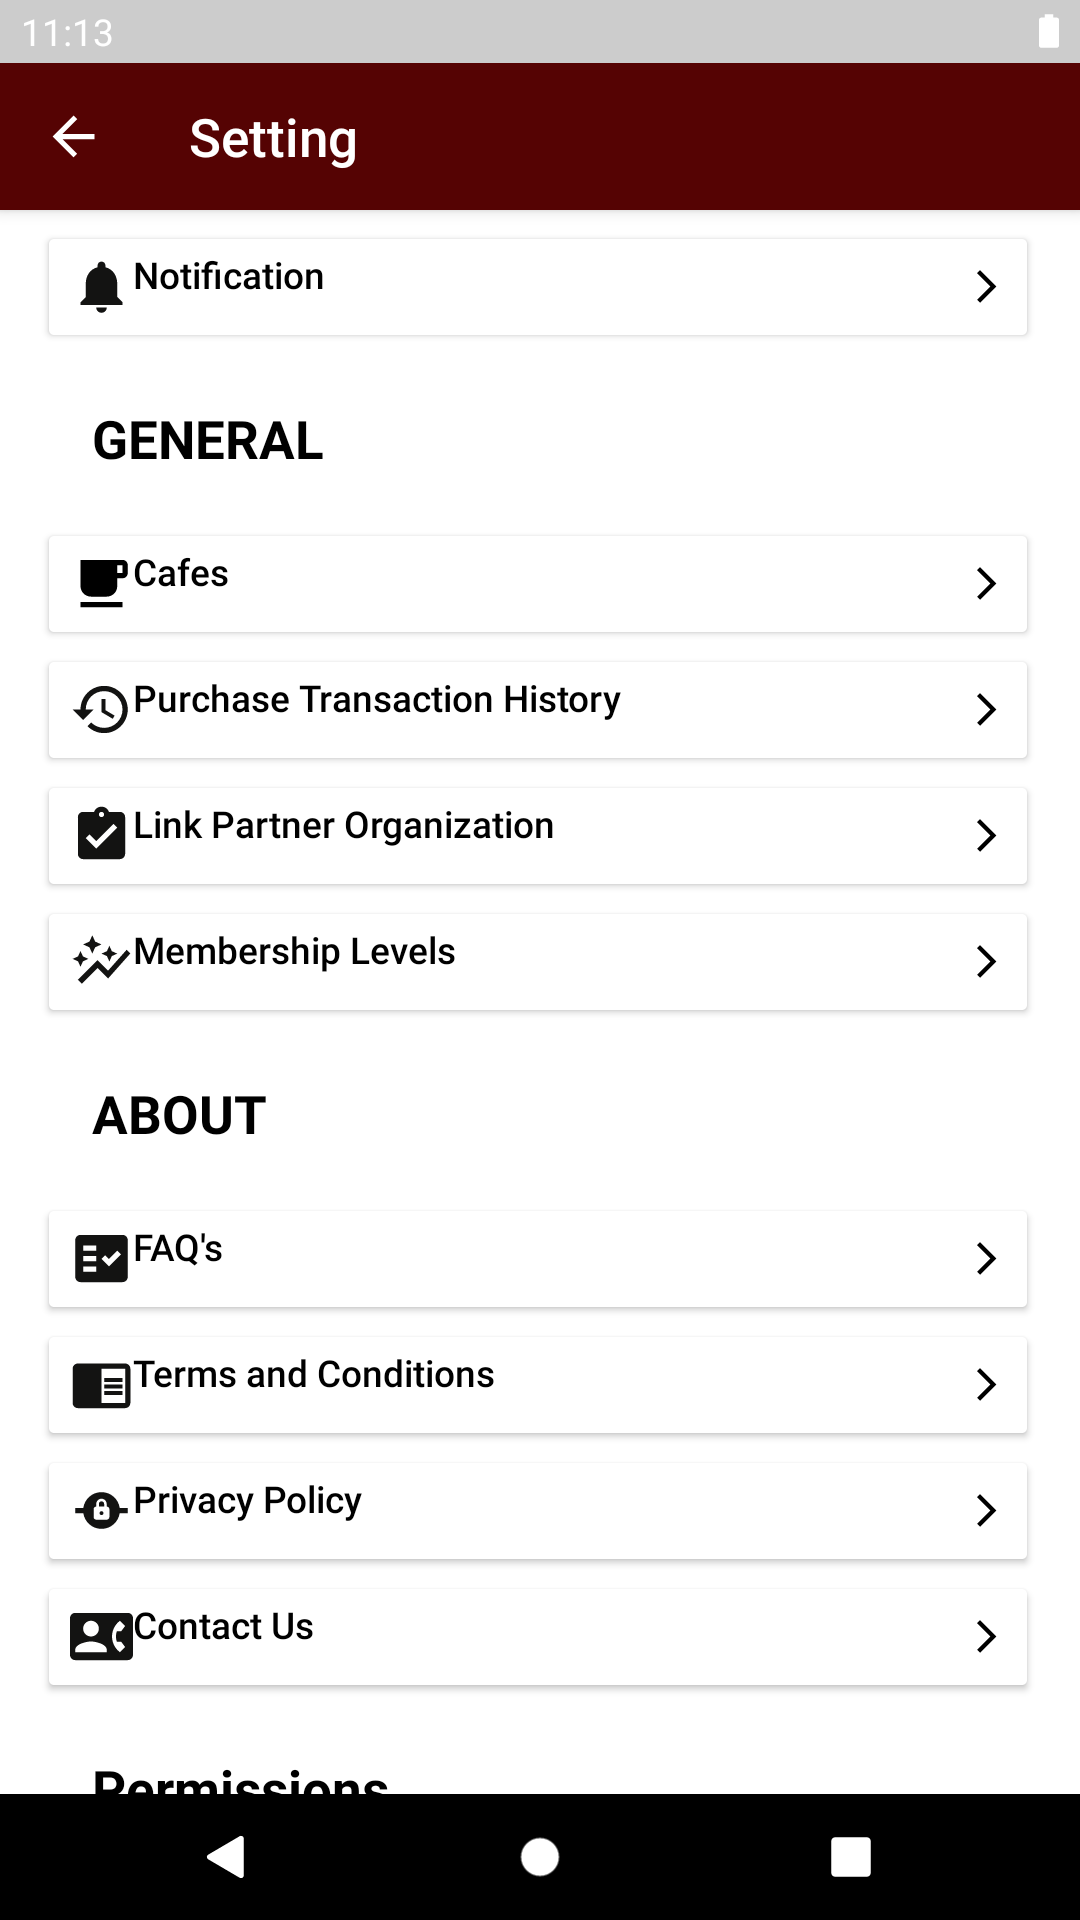 11:13
Setting
Notification
GENERAL
Cafes
Purchase Transaction History
Link Partner Organization
Membership Levels
ABOUT
FAQ's
Terms and Conditions
Privacy Policy
Contact Us
Permissions